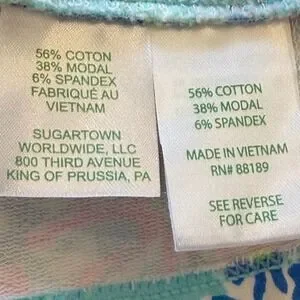 56% COTON
38% MODAL
6% SPANDEX
FABRIQUÉ AU
VIETNAM
SUGARTOWN
WORLDWIDE, LLC
800 THIRD AVENUE
KING OF PRUSSIA, PA
56% COTTON
38% MODAL
6% SPANDEX
MADE IN VIETNAM
RN# 88189
SEE REVERSE
FOR CARE